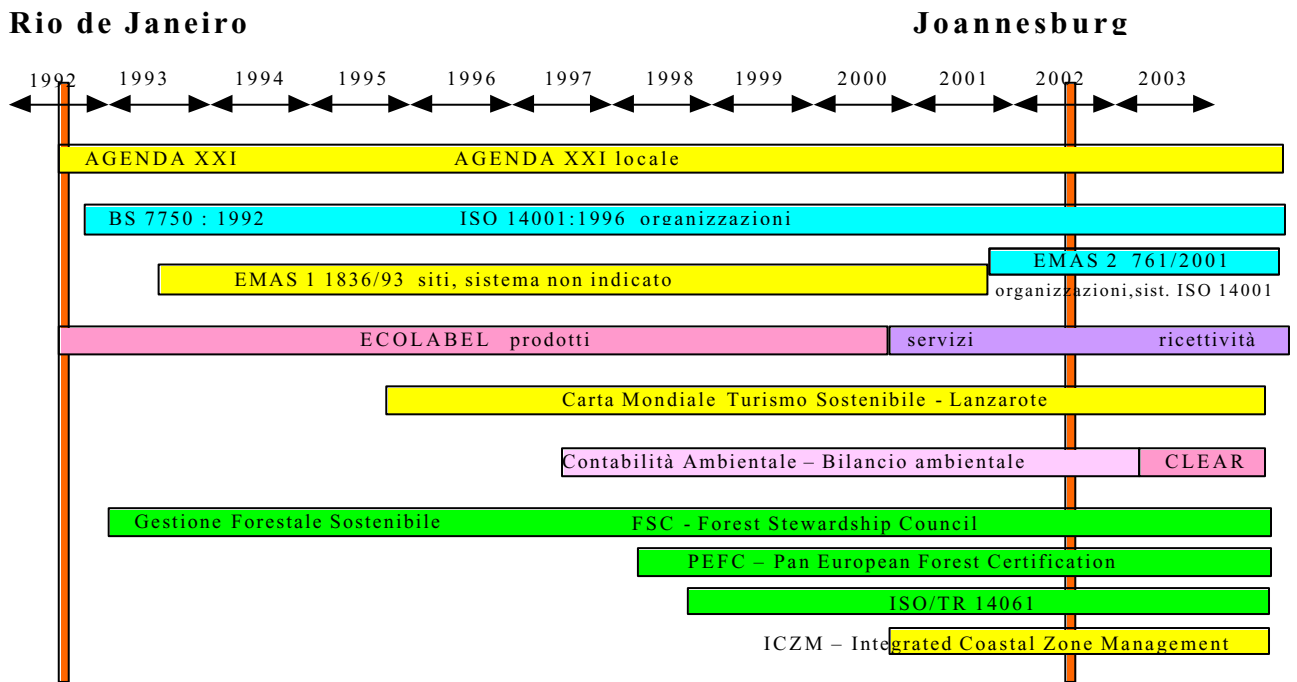 Rio de Janeiro Joannesburg
1992 1993 1994 1995 1996 1997 1998 1999 2000 2001 2002 2003
AGENDA XXI AGENDA XXI locale
BS 7750 : 1992 ISO 14001:1996 organizzazioni
EMAS 2 761/2001
EMAS 1 1836/93 siti, sistema non indicato
organizzazioni,sist. ISO 14001
ECOLABEL prodotti servizi ricettività
Carta Mondiale Turismo Sostenibile - Lanzarote
Contabilità Ambientale – Bilancio ambientale CLEAR
Gestione Forestale Sostenibile FSC - Forest Stewardship Council
PEFC – Pan European Forest Certification
ISO/TR 14061
ICZM – Integrated Coastal Zone Management